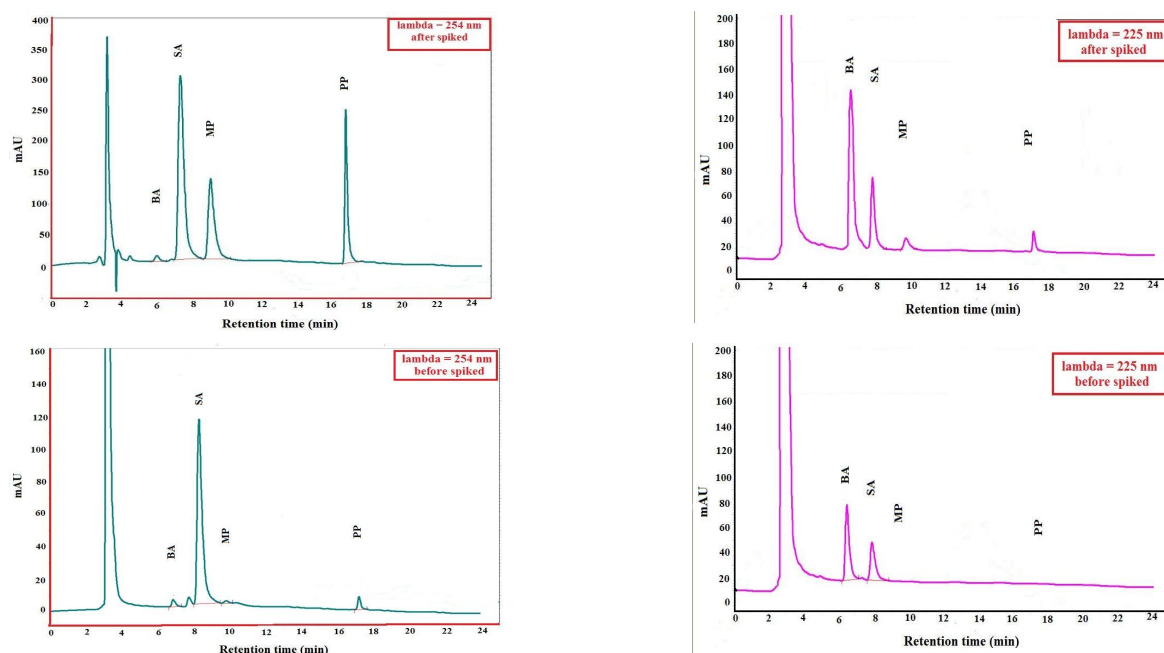 lambda = 254 nm
after spiked
400
350
300
250
200
150
100
50
0
mAU
SA
BA
MP
PP
0 2 4 6 8 10 12 14 16 18 20 22 24
Retention time (min)
lambda = 225 nm
after spiked
200
180
160
140
120
100
80
60
40
20
0
mAU
BA
SA
MP
PP
0 2 4 6 8 10 12 14 16 18 20 22 24
Retention time (min)
lambda = 254 nm
before spiked
160
140
120
100
80
60
40
20
0
mAU
SA
BA
MP
PP
0 2 4 6 8 10 12 14 16 18 20 22 24
Retention time (min)
lambda = 225 nm
before spiked
200
180
160
140
120
100
80
60
40
20
0
mAU
BA
SA
MP
PP
0 2 4 6 8 10 12 14 16 18 20 22 24
Retention time (min)